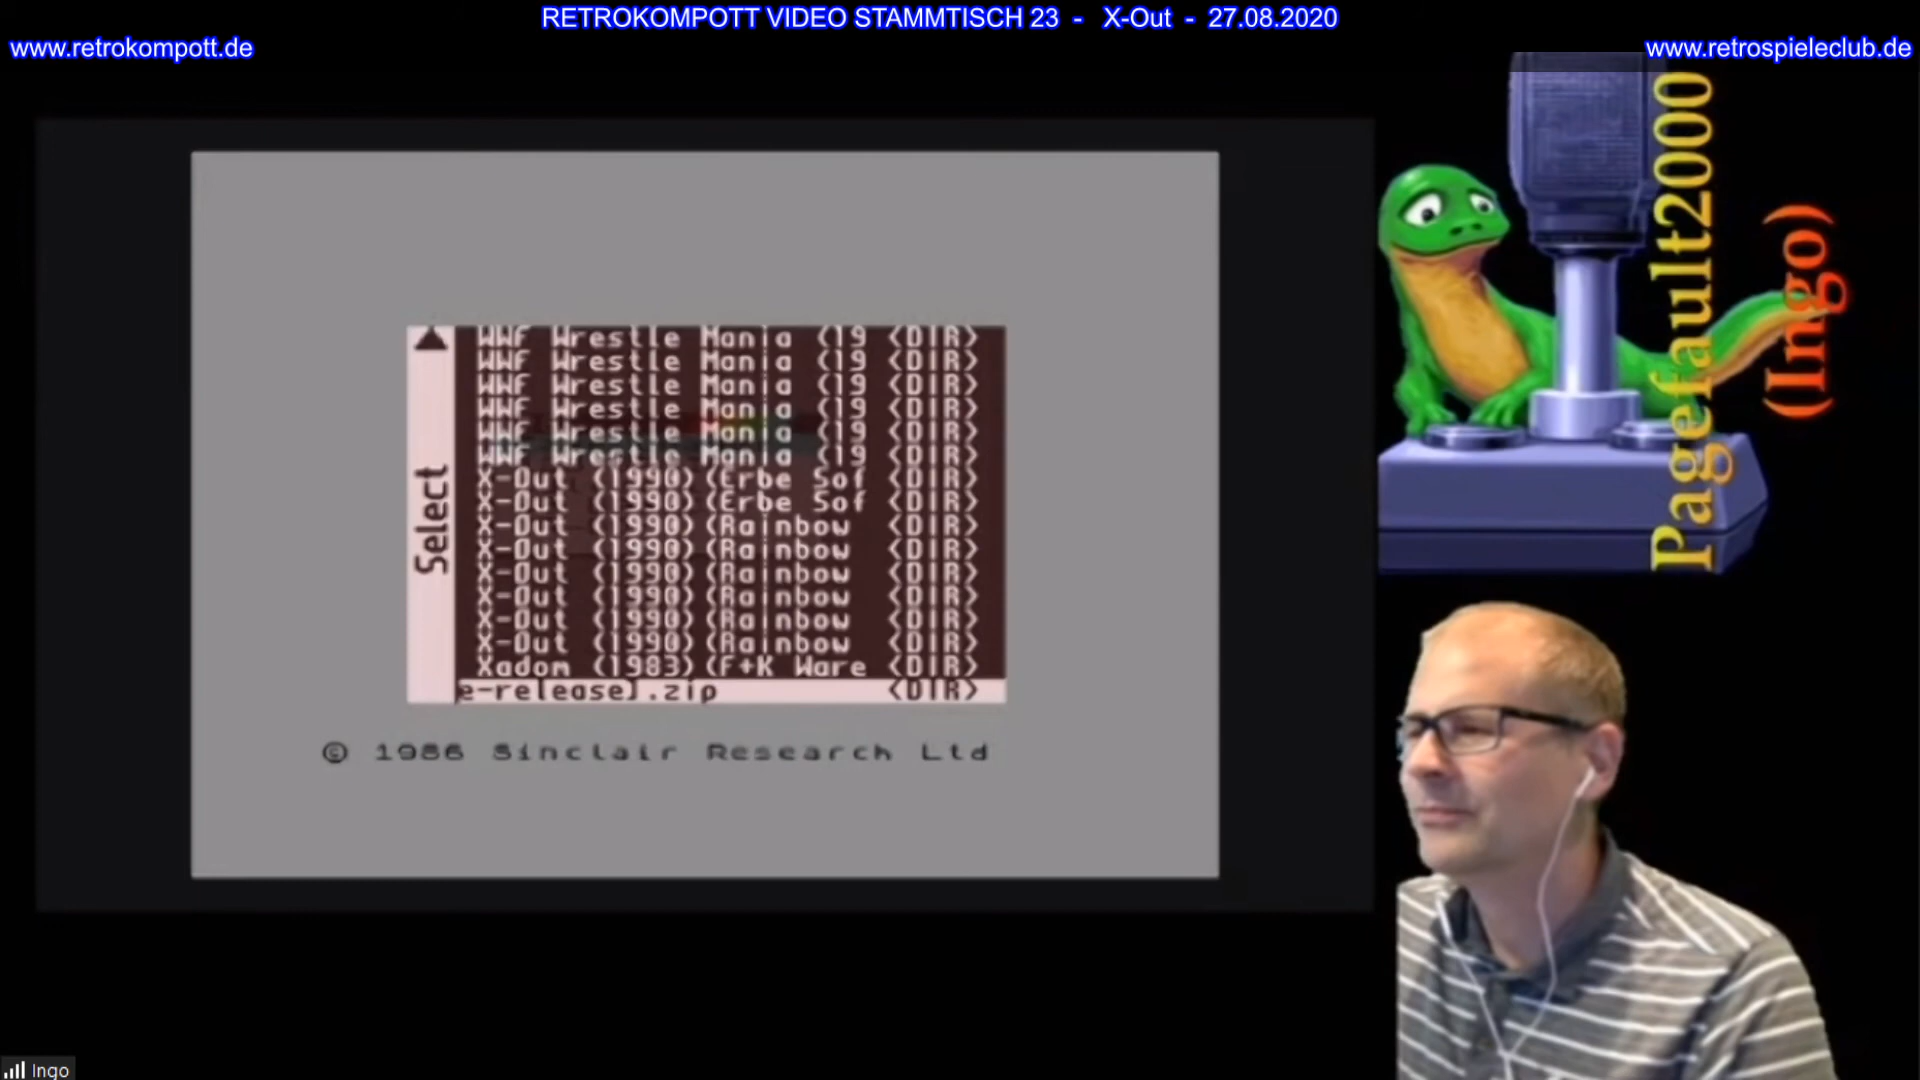 RETROKOMPOTT VIDEO STAMMTISCH 23 - X-Out - 27.08.2020
www.retrokompott.de
www.retrospieleclub.de
Select
WWF Wrestle Mania (19 <DIR>
WWF Wrestle Mania (19 <DIR>
WWF Wrestle Mania (19 <DIR>
WWF Wrestle Mania (19 <DIR>
WWF Wrestle Mania (19 <DIR>
WWF Wrestle Mania (19 <DIR>
X-Out (1990)(Erbe Sof <DIR>
X-Out (1990)(Erbe Sof <DIR>
X-Out (1990)(Rainbow <DIR>
X-Out (1990)(Rainbow <DIR>
X-Out (1990)(Rainbow <DIR>
X-Out (1990)(Rainbow <DIR>
X-Out (1990)(Rainbow <DIR>
X-Out (1990)(Rainbow <DIR>
Xadom (1983)(F+K Ware <DIR>
e-release].zip <DIR>
© 1986 Sinclair Research Ltd
Pagefault2000
(Ingo)
Ingo